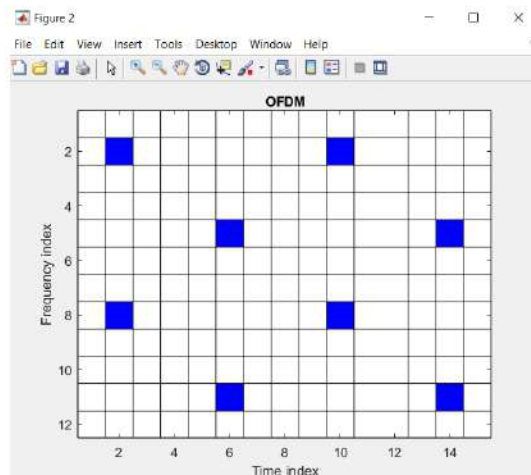 Figure 2
File Edit View Insert Tools Desktop Window Help
OFDM
2
4
6
8
10
12
Frequency index
2 4 6 8 10 12 14
Time index